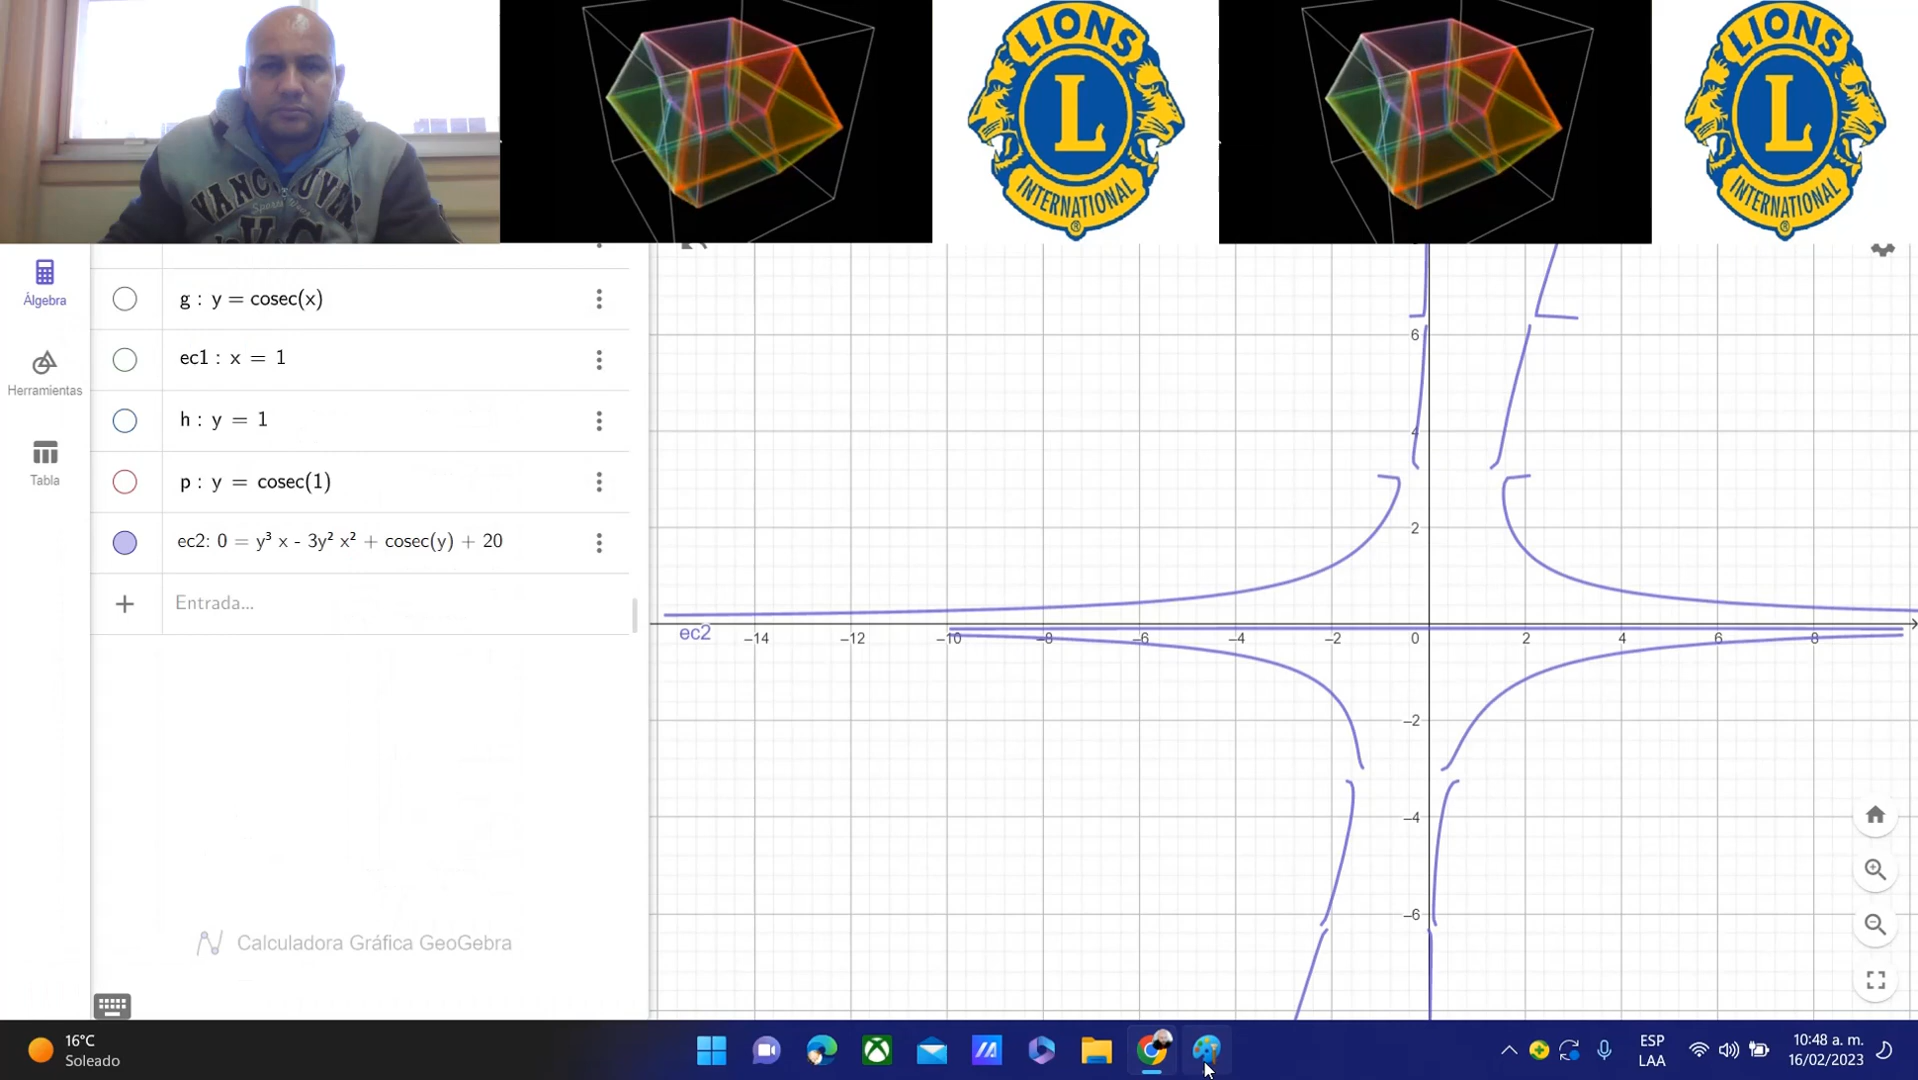 LIONS
L
INTERNATIONAL
®
LIONS
L
INTERNATIONAL
®
VANCOUVER
Álgebra
Herramientas
Tabla
g : y = cosec(x)
ec1 : x = 1
h : y = 1
p : y = cosec(1)
ec2: 0 = y³ x - 3y² x² + cosec(y) + 20
+ Entrada...
Calculadora Gráfica GeoGebra
6
4
2
ec2
–14 –12 –10 –8 –6 –4 –2 0 2 4 6 8
–2
–4
–6
16°C
Soleado
ESP
LAA
10:48 a. m.
16/02/2023